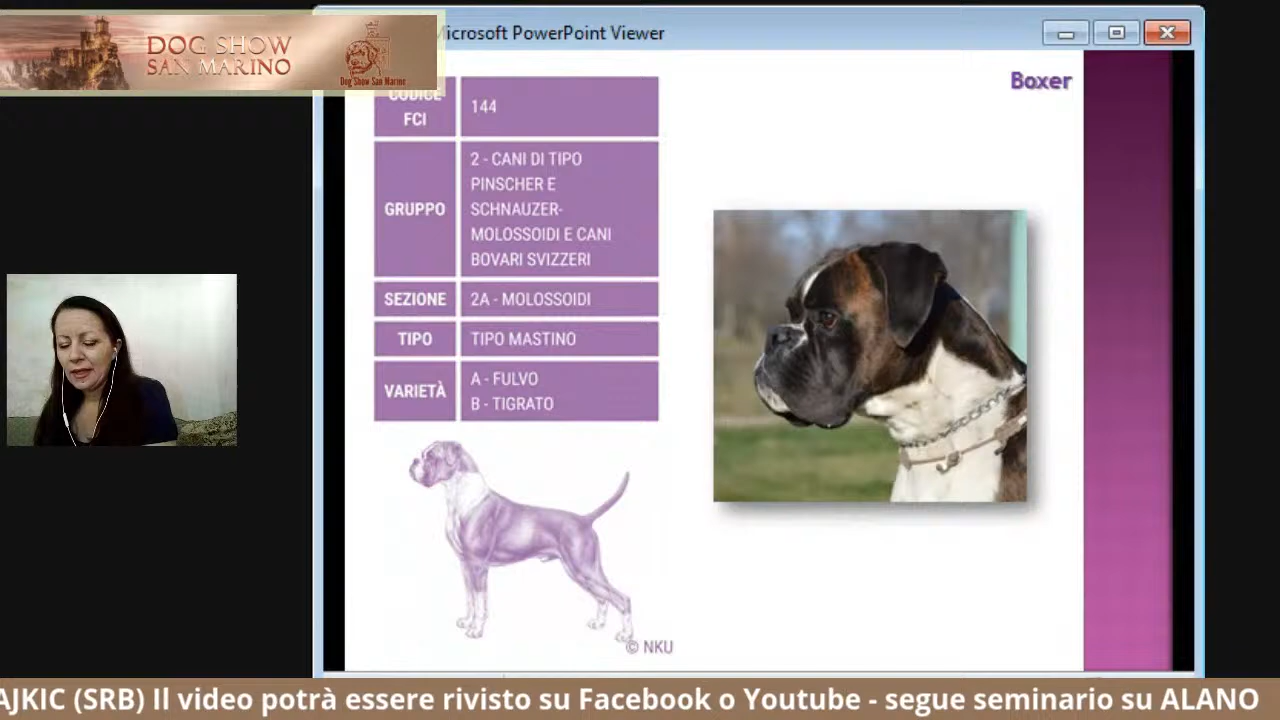 DOG SHOW
SAN MARINO
Dog Show San Marino
icrosoft PowerPoint Viewer
Boxer
CODICE
FCI
144
GRUPPO
2 - CANI DI TIPO
PINSCHER E
SCHNAUZER-
MOLOSSOIDI E CANI
BOVARI SVIZZERI
SEZIONE
2A - MOLOSSOIDI
TIPO
TIPO MASTINO
VARIETÀ
A - FULVO
B - TIGRATO
© NKU
AJKIC (SRB) Il video potrà essere rivisto su Facebook o Youtube - segue seminario su ALANO